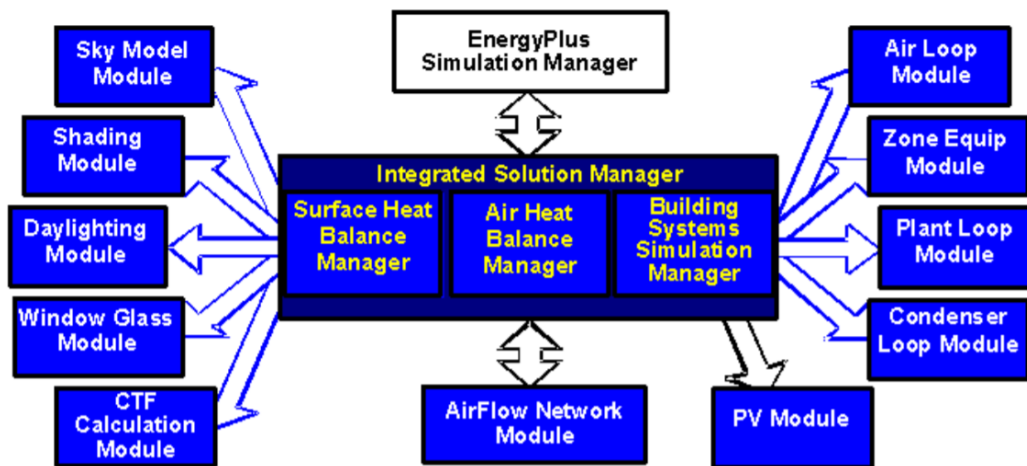 EnergyPlus
Simulation Manager
Sky Model
Module
Shading
Module
Daylighting
Module
Window Glass
Module
CTF
Calculation
Module
Integrated Solution Manager
Surface Heat
Balance
Manager
Air Heat
Balance
Manager
Building
Systems
Simulation
Manager
Air Loop
Module
Zone Equip
Module
Plant Loop
Module
Condenser
Loop Module
AirFlow Network
Module
PV Module